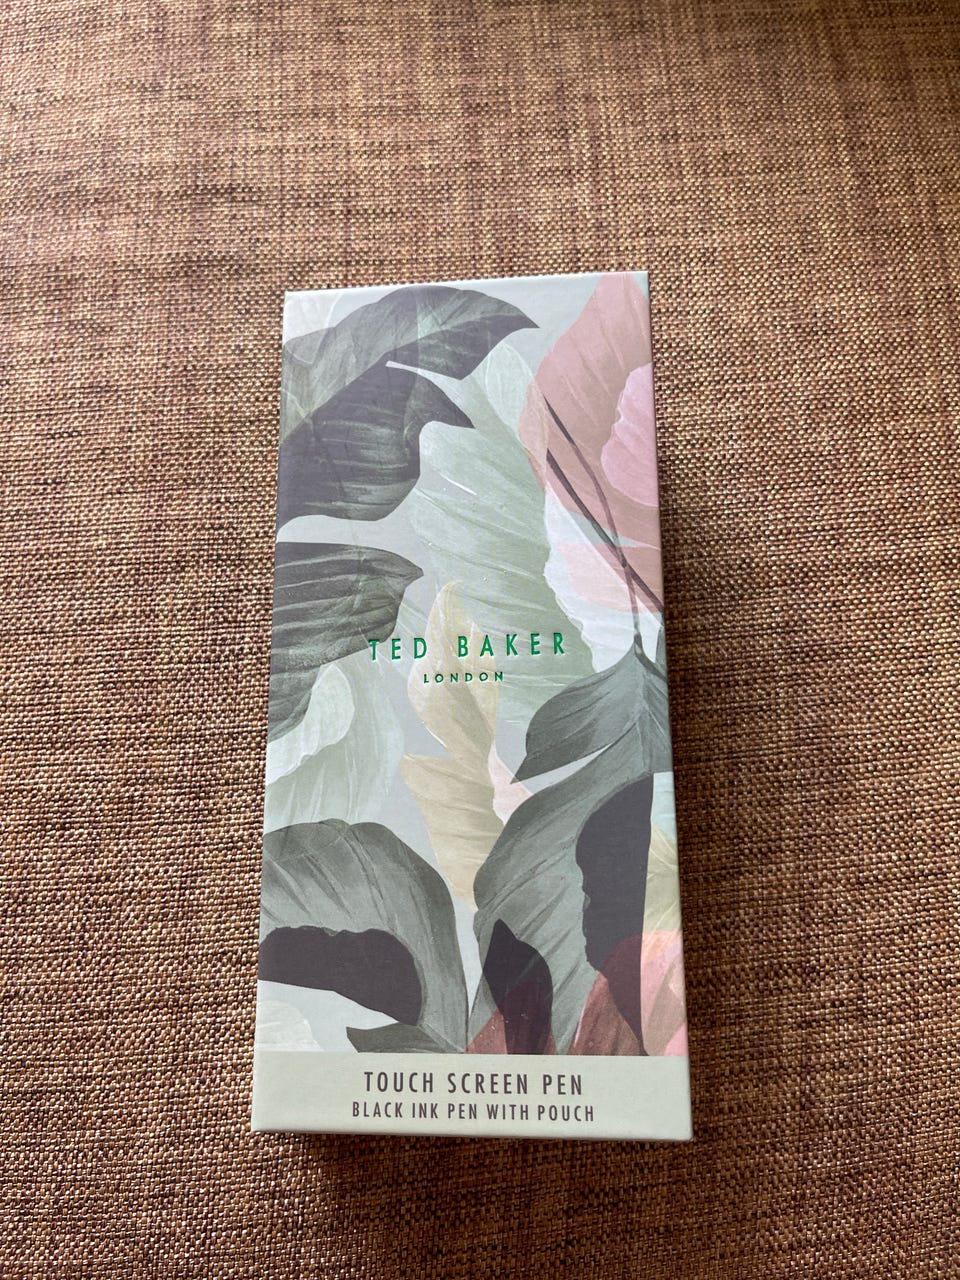 TED BAKER
LONDON
TOUCH SCREEN PEN
BLACK INK PEN WITH POUCH